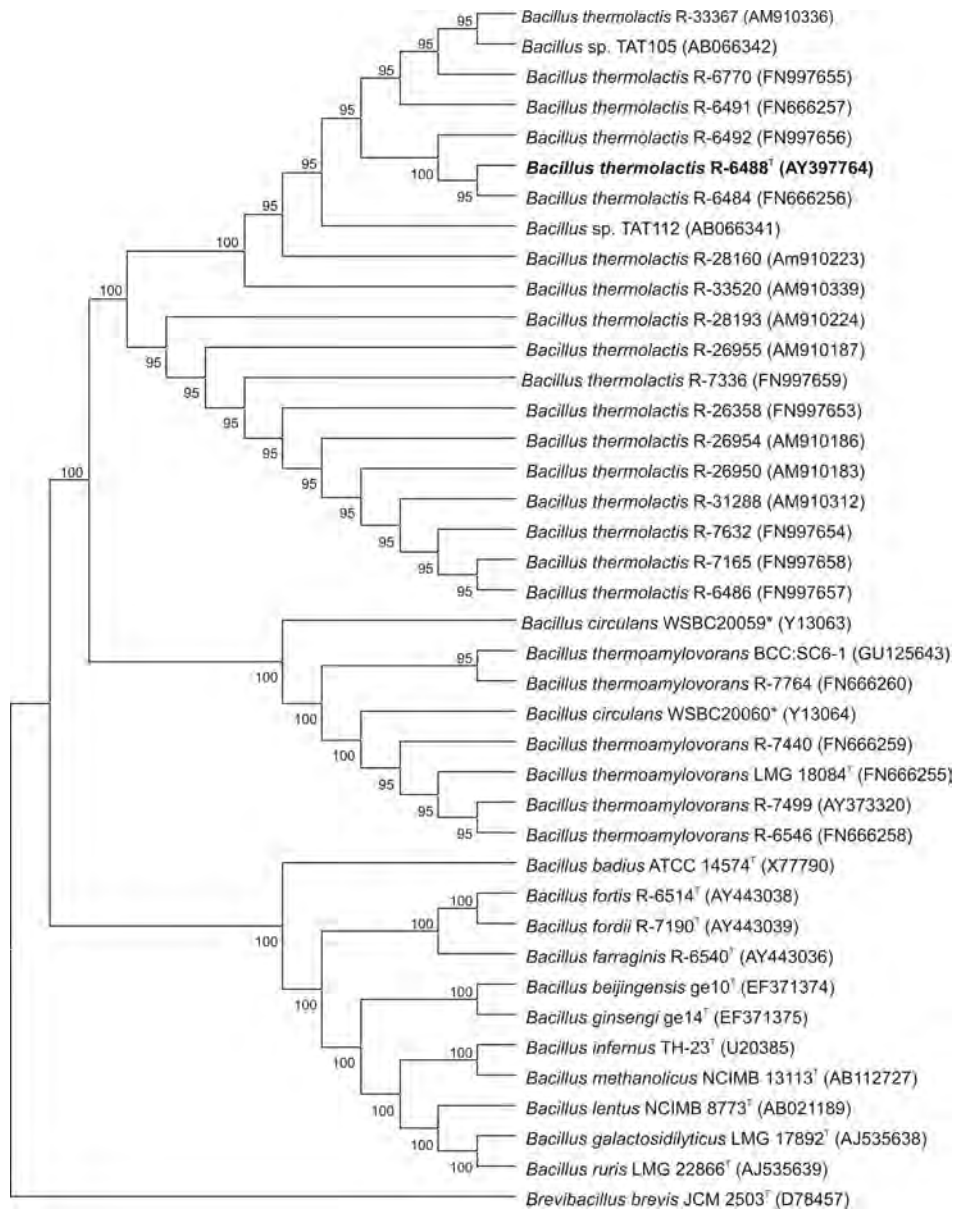 95 Bacillus thermolactis R-33367 (AM910336)
95 Bacillus sp. TAT105 (AB066342)
95 Bacillus thermolactis R-6770 (FN997655)
95 Bacillus thermolactis R-6491 (FN666257)
Bacillus thermolactis R-6492 (FN997656)
95
100 Bacillus thermolactis R-6488ᵀ (AY397764)
95 Bacillus thermolactis R-6484 (FN666256)
95
Bacillus sp. TAT112 (AB066341)
100
Bacillus thermolactis R-28160 (Am910223)
100 Bacillus thermolactis R-33520 (AM910339)
Bacillus thermolactis R-28193 (AM910224)
Bacillus thermolactis R-26955 (AM910187)
95
Bacillus thermolactis R-7336 (FN997659)
95
Bacillus thermolactis R-26358 (FN997653)
95
Bacillus thermolactis R-26954 (AM910186)
95
100 Bacillus thermolactis R-26950 (AM910183)
95
Bacillus thermolactis R-31288 (AM910312)
95
Bacillus thermolactis R-7632 (FN997654)
95
Bacillus thermolactis R-7165 (FN997658)
95
95 Bacillus thermolactis R-6486 (FN997657)
Bacillus circulans WSBC20059* (Y13063)
95 Bacillus thermoamylovorans BCC:SC6-1 (GU125643)
100 Bacillus thermoamylovorans R-7764 (FN666260)
Bacillus circulans WSBC20060* (Y13064)
100
Bacillus thermoamylovorans R-7440 (FN666259)
100
Bacillus thermoamylovorans LMG 18084ᵀ (FN666255)
95
Bacillus thermoamylovorans R-7499 (AY373320)
95
95 Bacillus thermoamylovorans R-6546 (FN666258)
Bacillus badius ATCC 14574ᵀ (X77790)
100 Bacillus fortis R-6514ᵀ (AY443038)
100 Bacillus fordii R-7190ᵀ (AY443039)
100
Bacillus farraginis R-6540ᵀ (AY443036)
100 Bacillus beijingensis ge10ᵀ (EF371374)
100
Bacillus ginsengi ge14ᵀ (EF371375)
100
Bacillus infernus TH-23ᵀ (U20385)
100
Bacillus methanolicus NCIMB 13113ᵀ (AB112727)
Bacillus lentus NCIMB 8773ᵀ (AB021189)
100
Bacillus galactosidilyticus LMG 17892ᵀ (AJ535638)
100
100 Bacillus ruris LMG 22866ᵀ (AJ535639)
Brevibacillus brevis JCM 2503ᵀ (D78457)